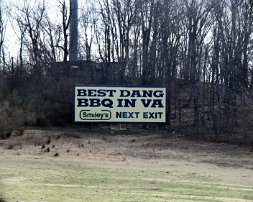 BEST DANG
BBQ IN VA
Smiley's NEXT EXIT